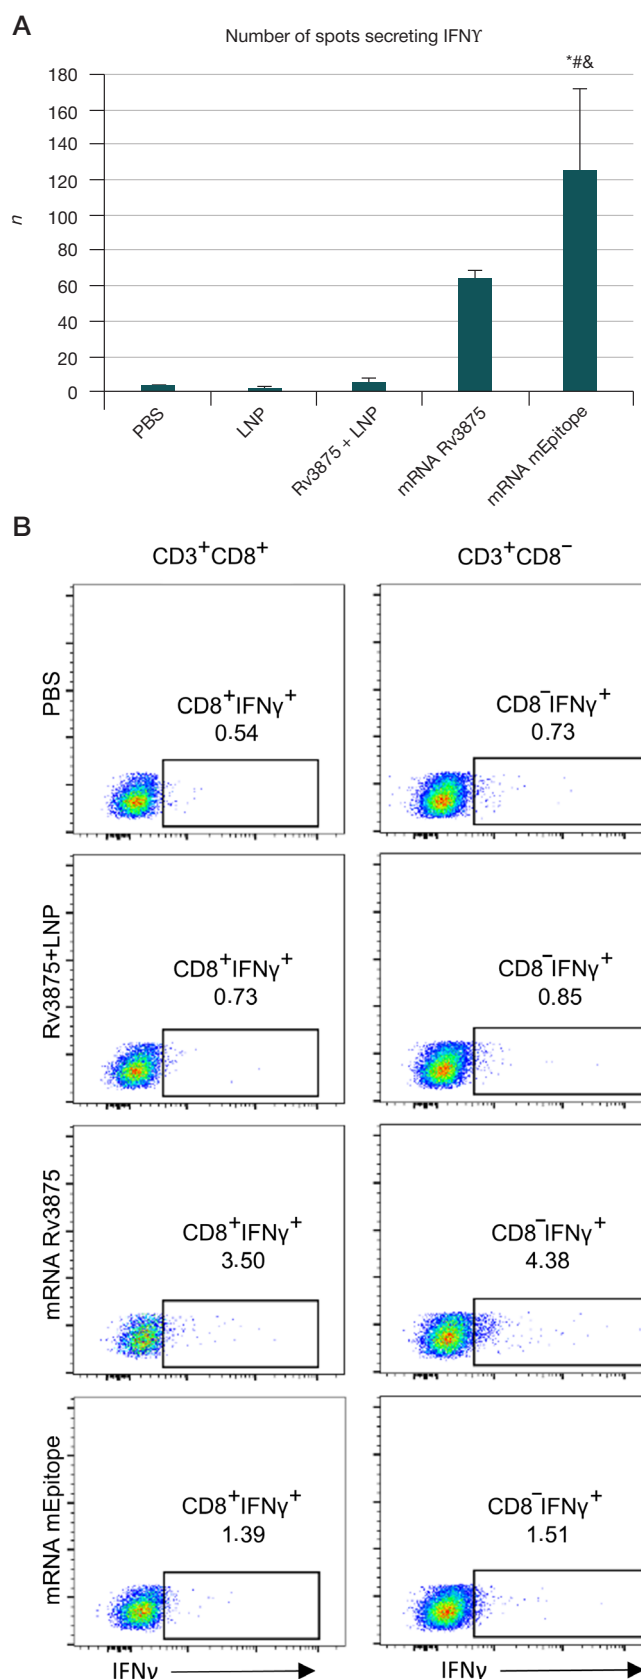 A
Number of spots secreting IFNϒ
*#&
180
160
140
120
100
80
60
40
20
0
n
PBS
LNP
Rv3875 + LNP
mRNA Rv3875
mRNA mEpitope
B
CD3⁺CD8⁺
CD3⁺CD8⁻
PBS
CD8⁺IFNγ⁺
0.54
CD8⁻IFNγ⁺
0.73
Rv3875+LNP
CD8⁺IFNγ⁺
0.73
CD8⁻IFNγ⁺
0.85
mRNA Rv3875
CD8⁺IFNγ⁺
3.50
CD8⁻IFNγ⁺
4.38
mRNA mEpitope
CD8⁺IFNγ⁺
1.39
CD8⁻IFNγ⁺
1.51
IFNγ